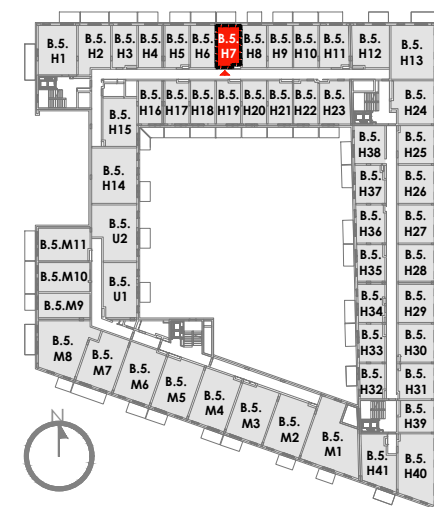 B.5.
H1
B.5.
H2
B.5.
H3
B.5.
H4
B.5.
H5
B.5.
H6
B.5.
H7
B.5.
H8
B.5.
H9
B.5.
H10
B.5.
H11
B.5.
H12
B.5.
H13
B.5.
H16
B.5.
H17
B.5.
H18
B.5.
H19
B.5.
H20
B.5.
H21
B.5.
H22
B.5.
H23
B.5.
H24
B.5.
H15
B.5.
H38
B.5.
H25
B.5.
H14
B.5.
H37
B.5.
H26
B.5.
U2
B.5.
H36
B.5.
H27
B.5.M11
B.5.
H35
B.5.
H28
B.5.M10
B.5.
U1
B.5.
H34
B.5.
H29
B.5.M9
B.5.
M8
B.5.
M7
B.5.
M6
B.5.
M5
B.5.
M4
B.5.
M3
B.5.
M2
B.5.
M1
B.5.
H33
B.5.
H30
B.5.
H32
B.5.
H31
B.5.
H39
B.5.
H41
B.5.
H40
N